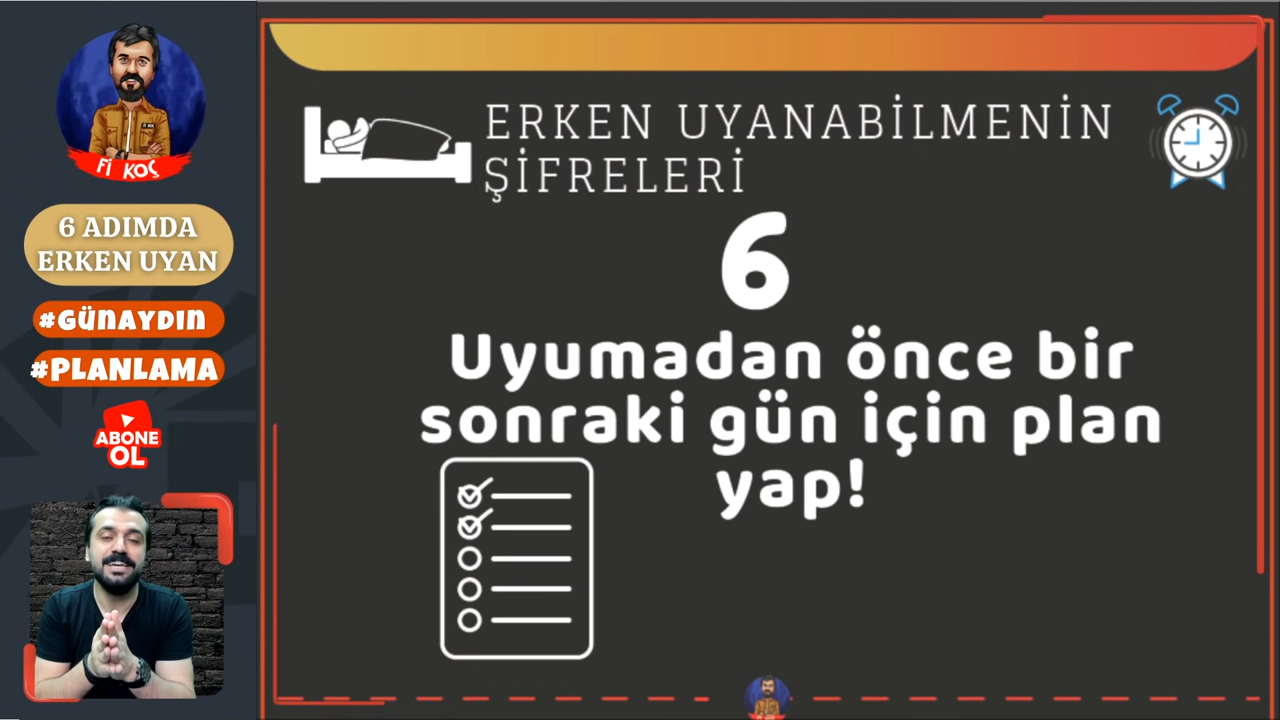 Fİ KOÇ
6 ADIMDA
ERKEN UYAN
#GÜNAYDIN
#PLANLAMA
ABONE
OL
ERKEN UYANABİLMENİN
ŞİFRELERİ
6
Uyumadan önce bir
sonraki gün için plan
yap!